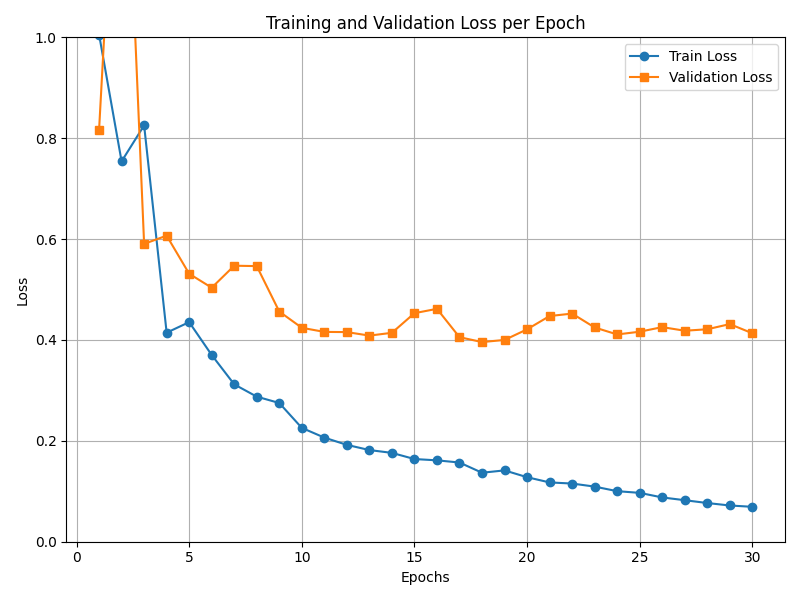 Training and Validation Loss per Epoch
Train Loss
Validation Loss
1.0
0.8
0.6
0.4
0.2
0.0
Loss
0 5 10 15 20 25 30
Epochs